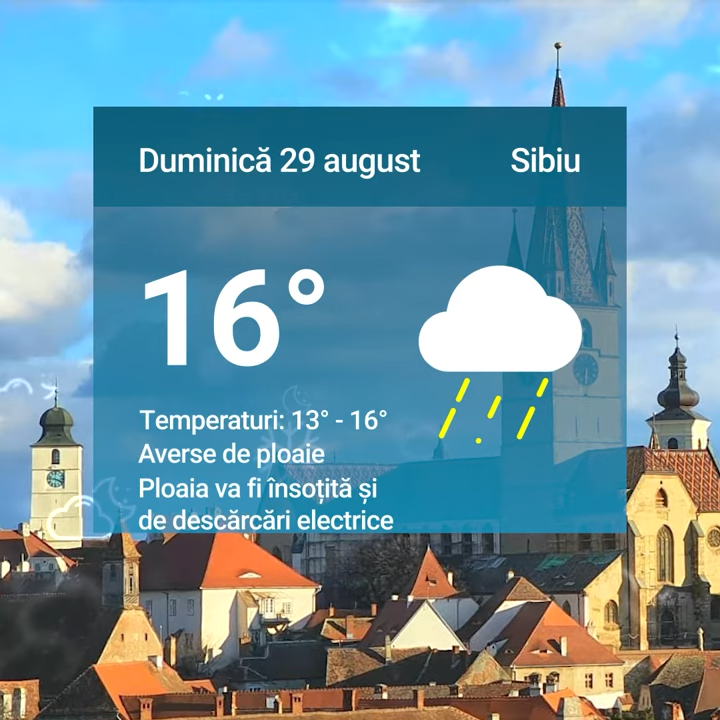 Duminică 29 august Sibiu
16°
Temperaturi: 13° - 16°
Averse de ploaie
Ploaia va fi însoțită și
de descărcări electrice